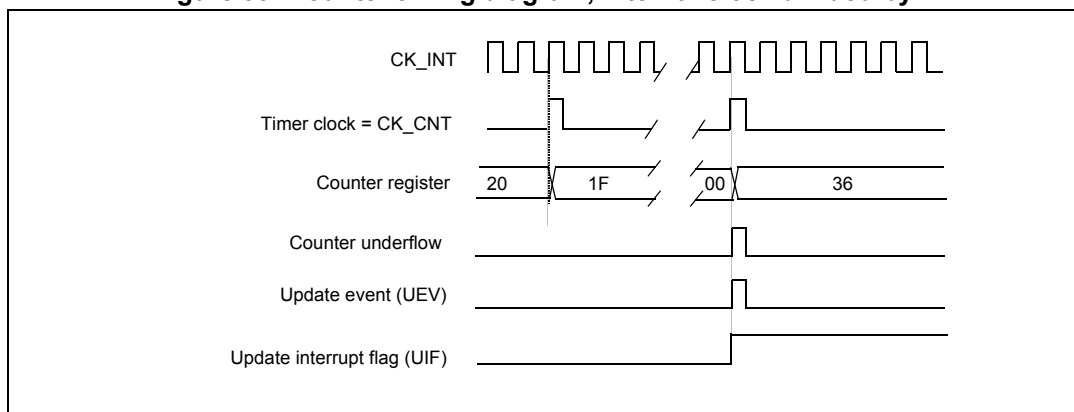 CK_INT
Timer clock = CK_CNT
Counter register 20 1F 00 36
Counter underflow
Update event (UEV)
Update interrupt flag (UIF)